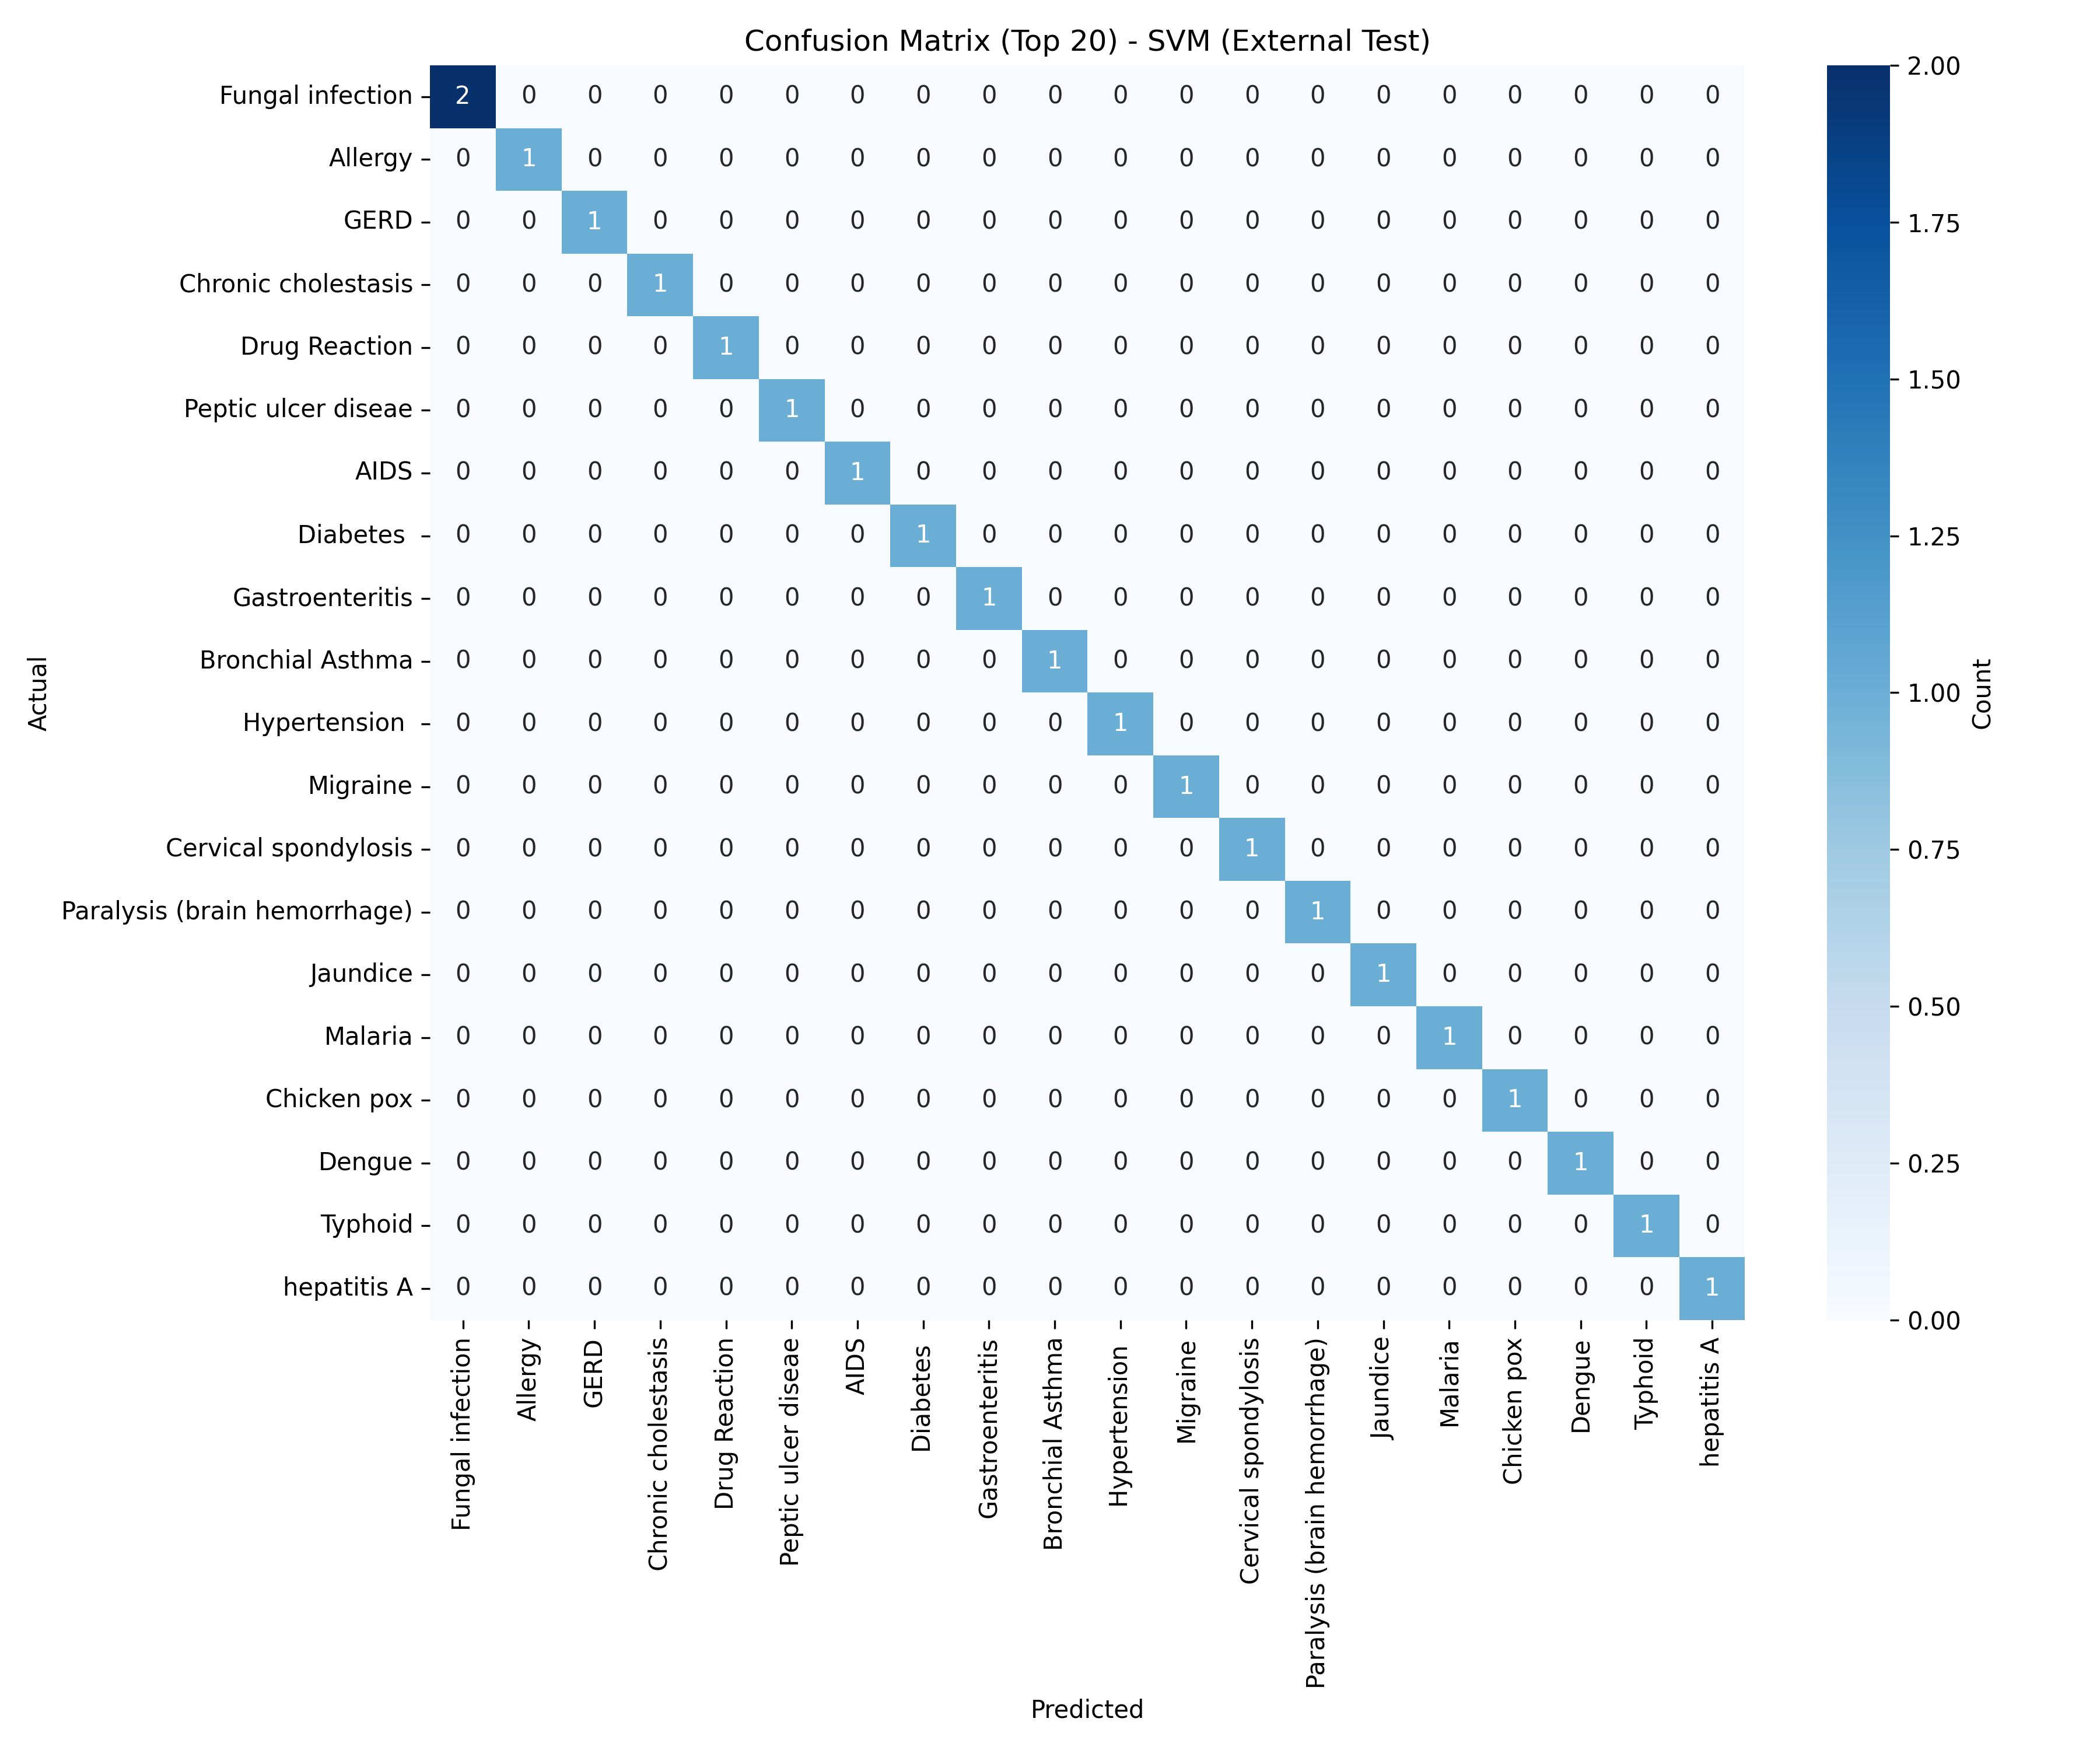 Confusion Matrix (Top 20) - SVM (External Test)
Fungal infection 2 0 0 0 0 0 0 0 0 0 0 0 0 0 0 0 0 0 0 0
Allergy 0 1 0 0 0 0 0 0 0 0 0 0 0 0 0 0 0 0 0 0
GERD 0 0 1 0 0 0 0 0 0 0 0 0 0 0 0 0 0 0 0 0
Chronic cholestasis 0 0 0 1 0 0 0 0 0 0 0 0 0 0 0 0 0 0 0 0
Drug Reaction 0 0 0 0 1 0 0 0 0 0 0 0 0 0 0 0 0 0 0 0
Peptic ulcer diseae 0 0 0 0 0 1 0 0 0 0 0 0 0 0 0 0 0 0 0 0
AIDS 0 0 0 0 0 0 1 0 0 0 0 0 0 0 0 0 0 0 0 0
Diabetes 0 0 0 0 0 0 0 1 0 0 0 0 0 0 0 0 0 0 0 0
Gastroenteritis 0 0 0 0 0 0 0 0 1 0 0 0 0 0 0 0 0 0 0 0
Bronchial Asthma 0 0 0 0 0 0 0 0 0 1 0 0 0 0 0 0 0 0 0 0
Hypertension 0 0 0 0 0 0 0 0 0 0 1 0 0 0 0 0 0 0 0 0
Migraine 0 0 0 0 0 0 0 0 0 0 0 1 0 0 0 0 0 0 0 0
Cervical spondylosis 0 0 0 0 0 0 0 0 0 0 0 0 1 0 0 0 0 0 0 0
Paralysis (brain hemorrhage) 0 0 0 0 0 0 0 0 0 0 0 0 0 1 0 0 0 0 0 0
Jaundice 0 0 0 0 0 0 0 0 0 0 0 0 0 0 1 0 0 0 0 0
Malaria 0 0 0 0 0 0 0 0 0 0 0 0 0 0 0 1 0 0 0 0
Chicken pox 0 0 0 0 0 0 0 0 0 0 0 0 0 0 0 0 1 0 0 0
Dengue 0 0 0 0 0 0 0 0 0 0 0 0 0 0 0 0 0 1 0 0
Typhoid 0 0 0 0 0 0 0 0 0 0 0 0 0 0 0 0 0 0 1 0
hepatitis A 0 0 0 0 0 0 0 0 0 0 0 0 0 0 0 0 0 0 0 1
Actual
Fungal infection
Allergy
GERD
Chronic cholestasis
Drug Reaction
Peptic ulcer diseae
AIDS
Diabetes
Gastroenteritis
Bronchial Asthma
Hypertension
Migraine
Cervical spondylosis
Paralysis (brain hemorrhage)
Jaundice
Malaria
Chicken pox
Dengue
Typhoid
hepatitis A
Predicted
2.00
1.75
1.50
1.25
1.00
0.75
0.50
0.25
0.00
Count